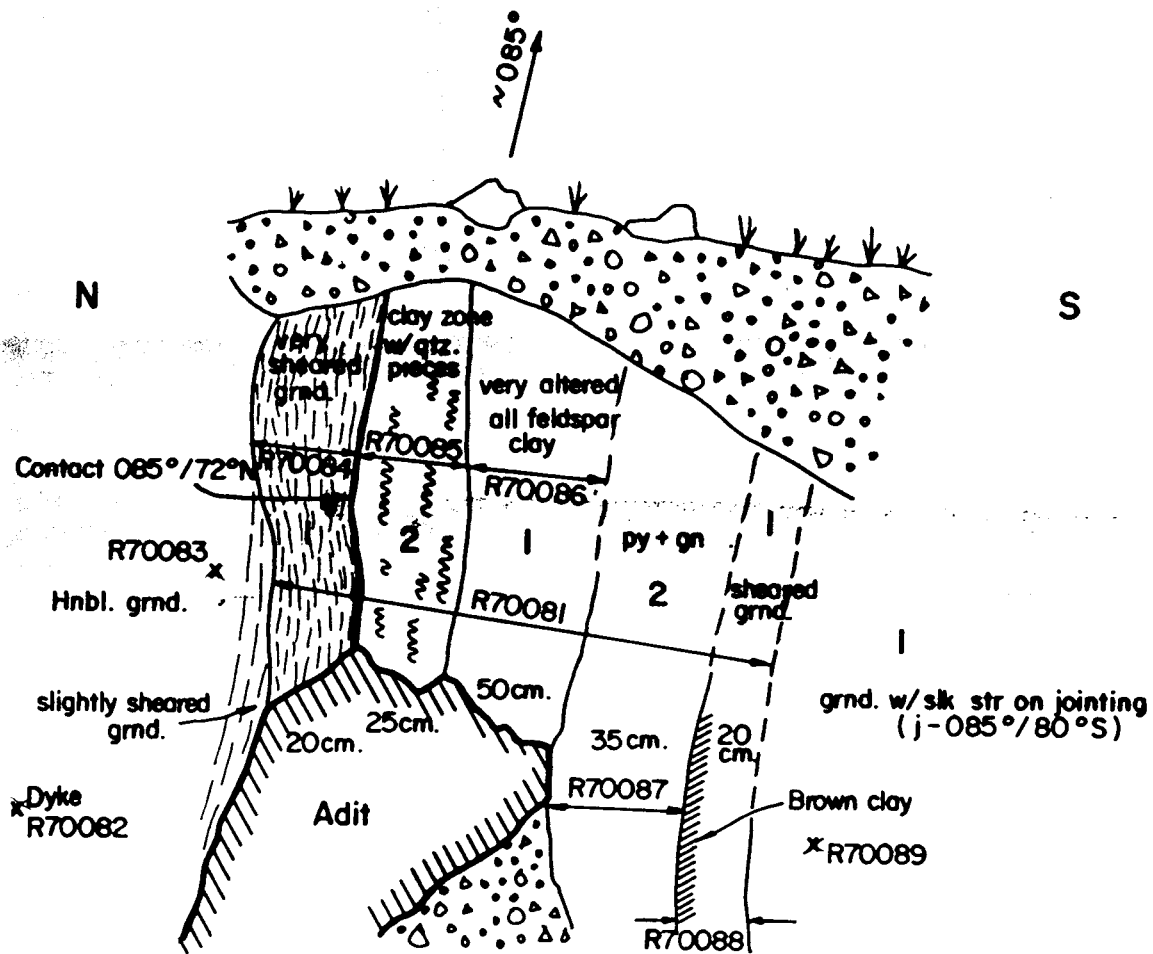 ~085°
N
S
very
sheared
grnd.
clay zone
w/qtz.
pieces
very altered
all feldspar
clay
R70084
R70085
R70086
Contact 085°/72°N
R70083
Hnbl. grnd.
2
1
py + gn
2
1
sheared
grnd.
R70081
1
slightly sheared
grnd.
20cm.
25cm.
50cm.
35cm.
20
cm.
grnd. w/slk str on jointing
(j-085°/80°S)
R70087
Dyke
R70082
Adit
Brown clay
R70089
R70088